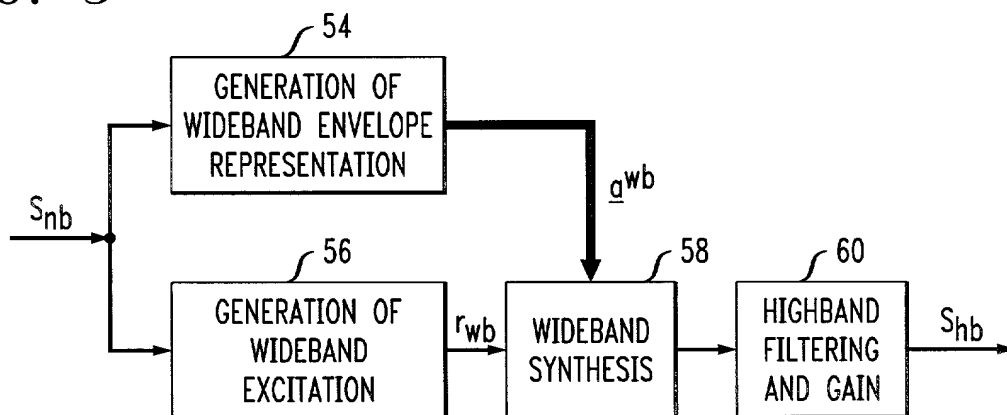 54
GENERATION OF
WIDEBAND ENVELOPE
REPRESENTATION
a^wb
S_nb
56
GENERATION OF
WIDEBAND
EXCITATION
r_wb
58
WIDEBAND
SYNTHESIS
60
HIGHBAND
FILTERING
AND GAIN
S_hb